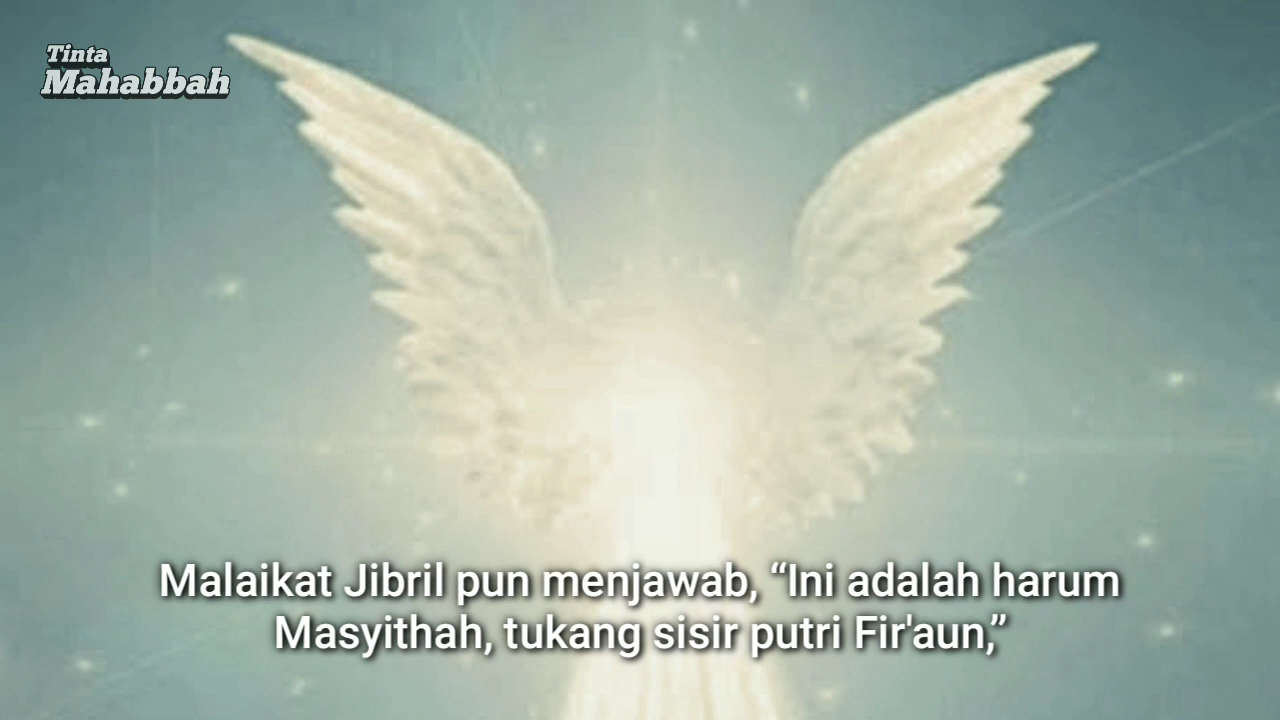 Tinta
Mahabbah
Malaikat Jibril pun menjawab, “Ini adalah harum
Masyithah, tukang sisir putri Fir'aun,”